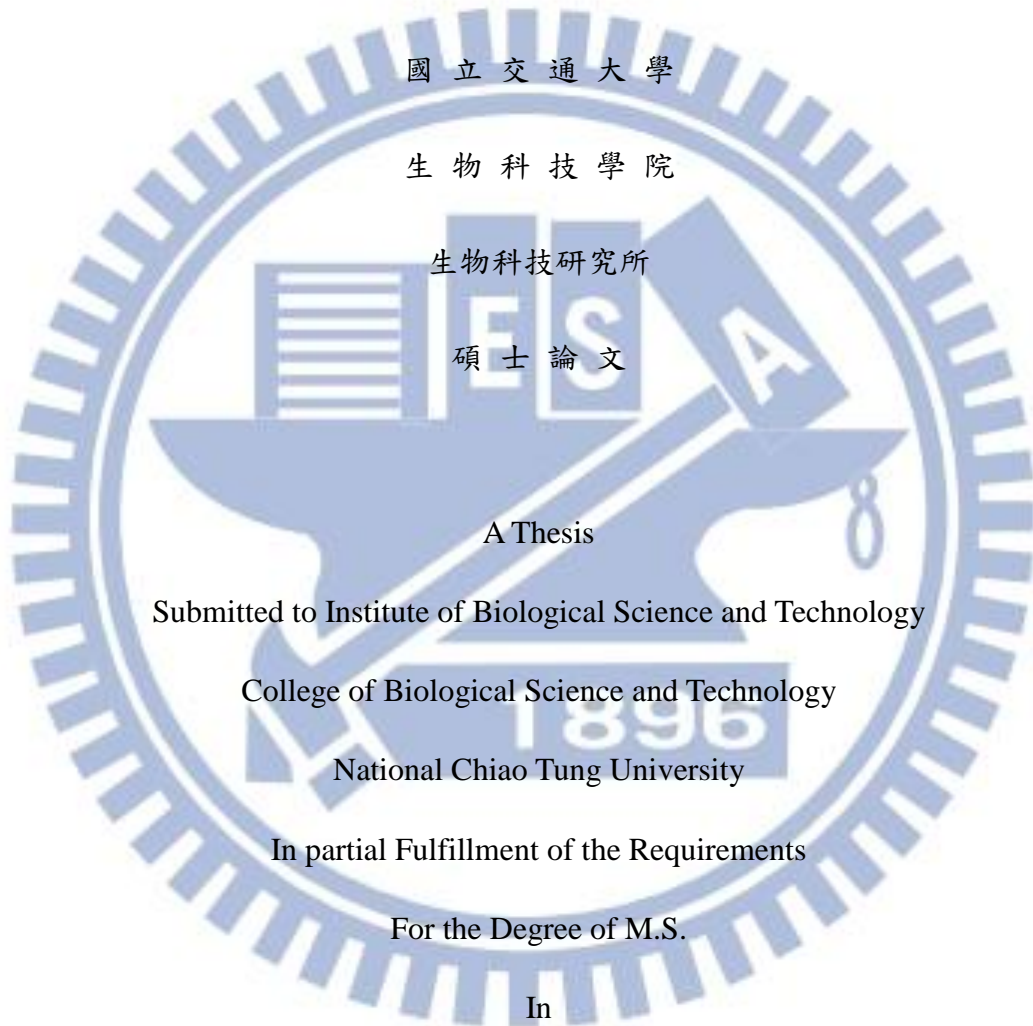 國 立 交 通 大 學
生 物 科 技 學 院
生物科技研究所
碩 士 論 文
E S A
A Thesis
Submitted to Institute of Biological Science and Technology
College of Biological Science and Technology
1896
National Chiao Tung University
In partial Fulfillment of the Requirements
For the Degree of M.S.
In